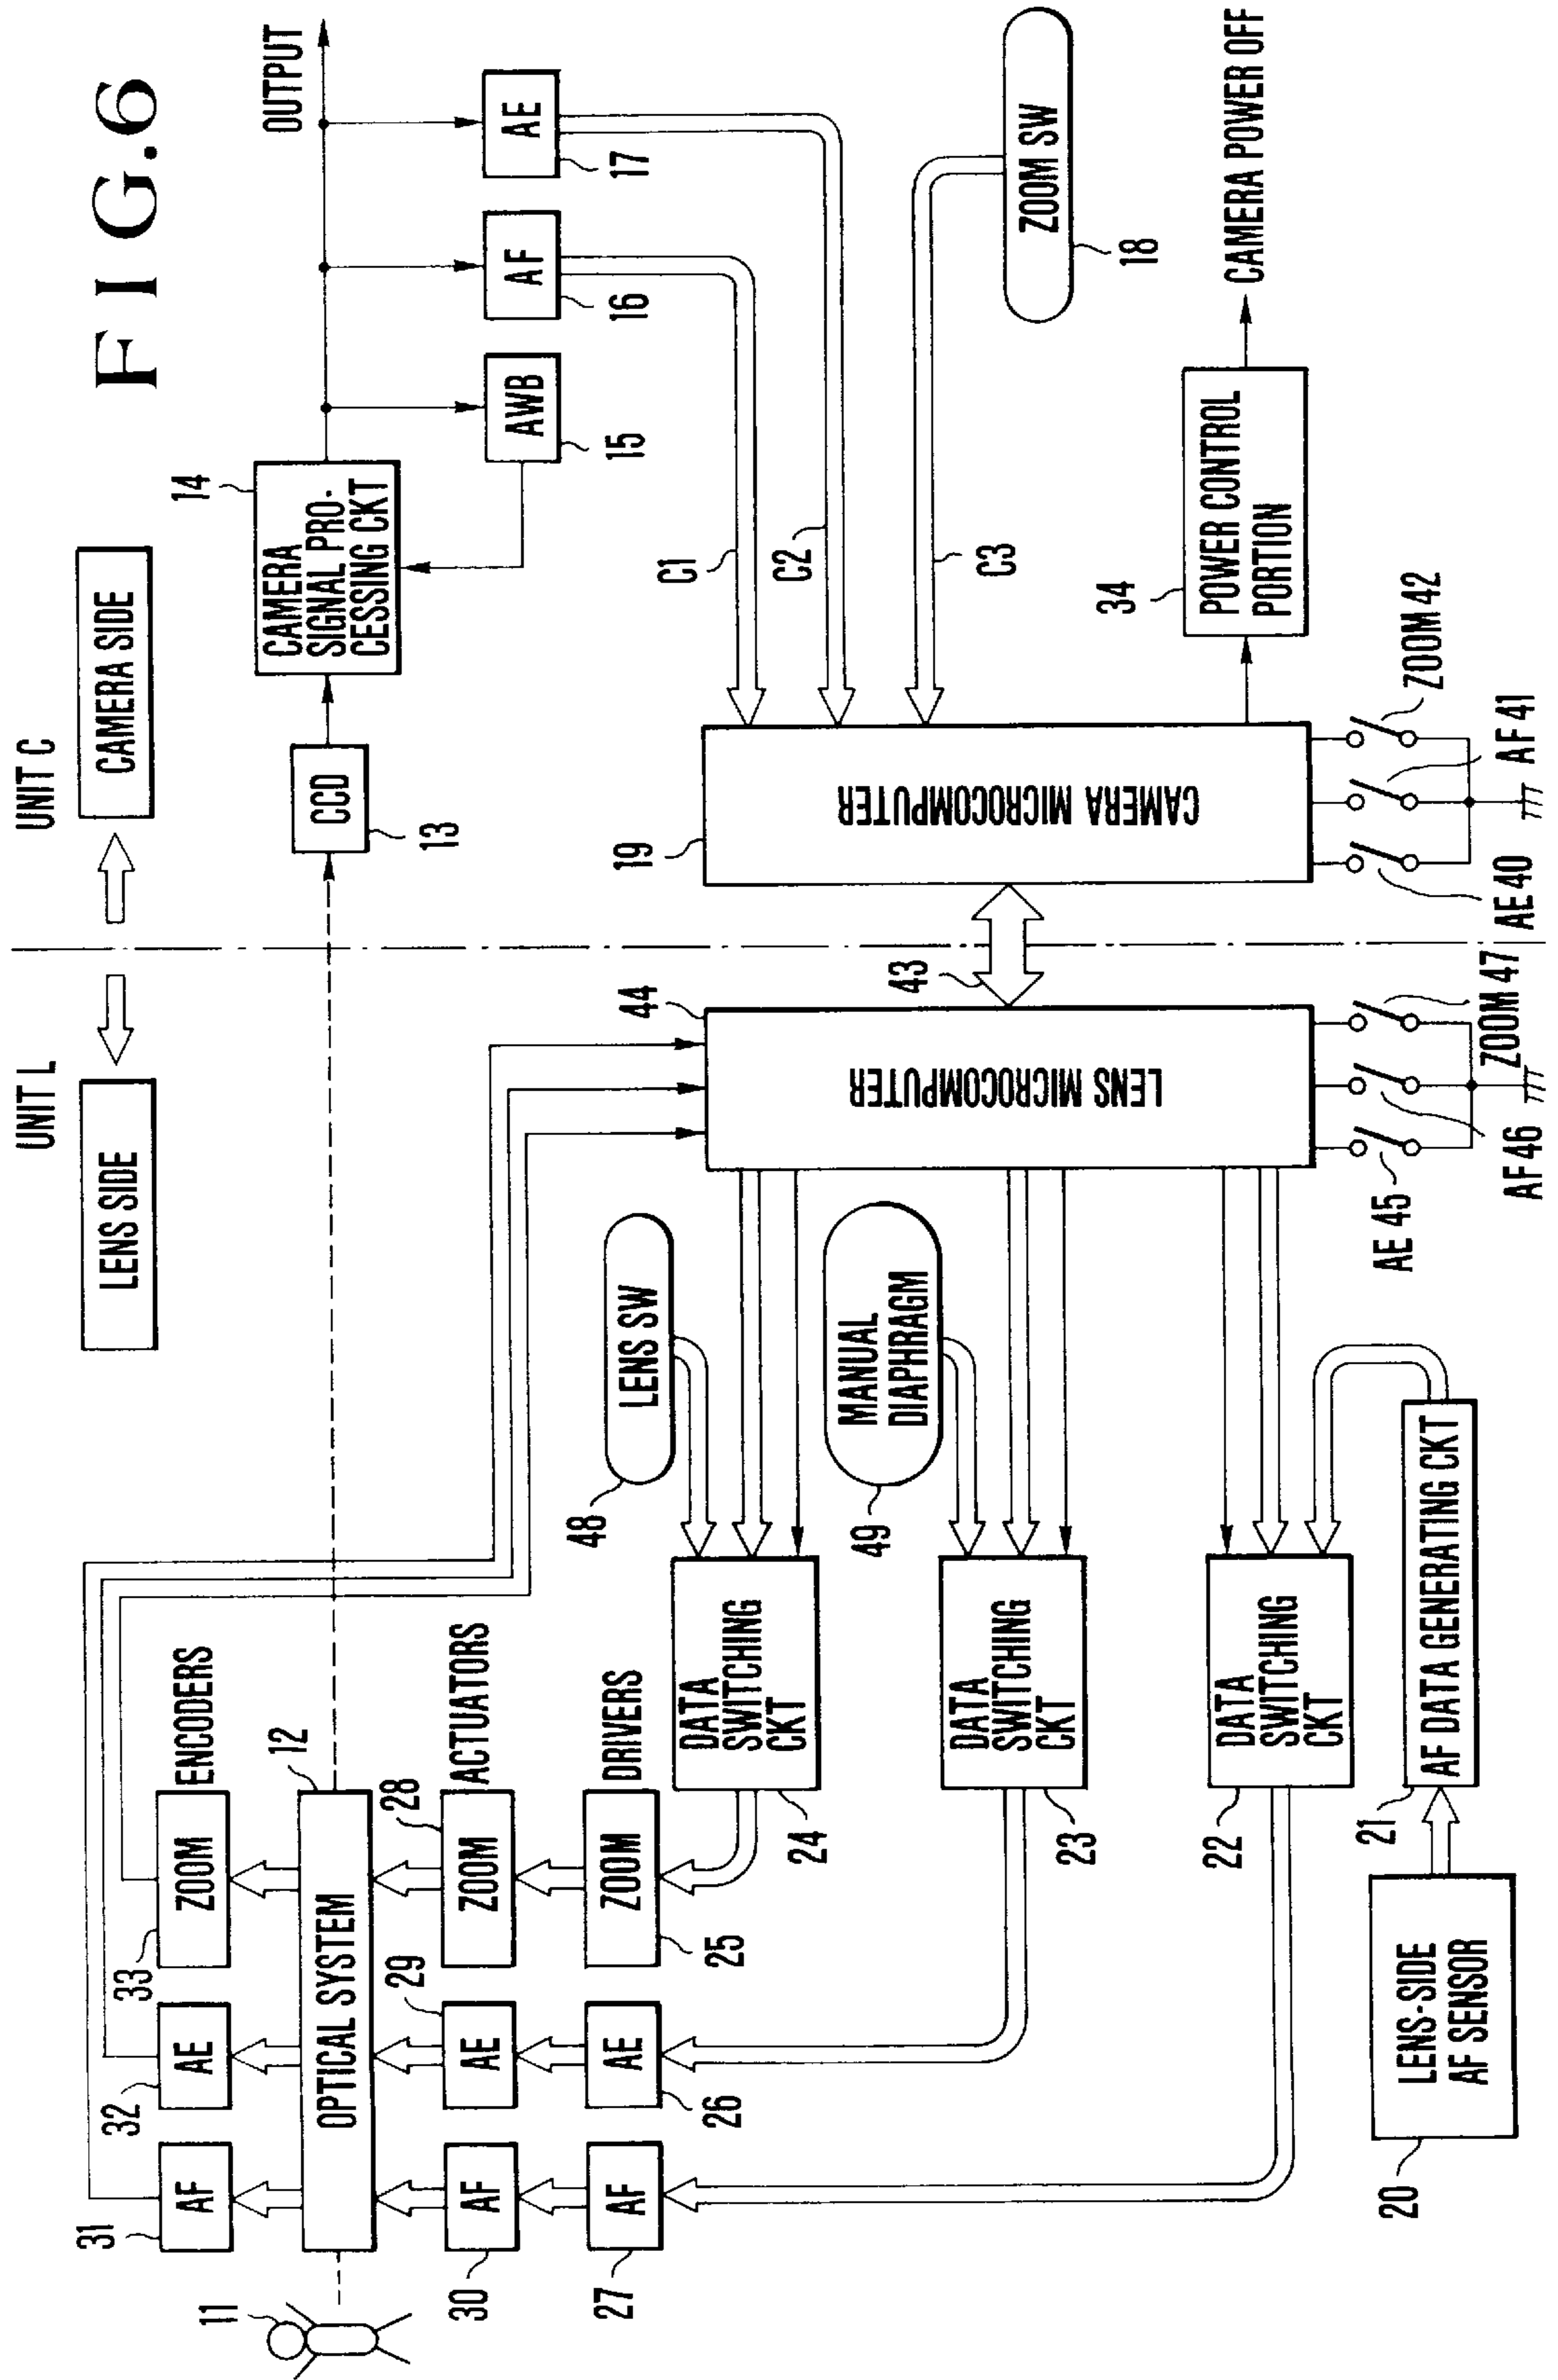 FIG.6
UNIT L
UNIT C
LENS SIDE
CAMERA SIDE
11
31
AF
32
AE
33
ZOOM
ENCODERS
12
OPTICAL SYSTEM
13
CCD
14
CAMERA
SIGNAL PRO-
CESSING CKT
OUTPUT
30
AF
29
AE
28
ZOOM
ACTUATORS
15
AWB
16
AF
17
AE
27
AF
26
AE
25
ZOOM
DRIVERS
48
LENS SW
44
43
19
C1
C2
C3
24
DATA
SWITCHING
CKT
49
MANUAL
DIAPHRAGM
LENS MICROCOMPUTER
CAMERA MICROCOMPUTER
ZOOM SW
18
23
DATA
SWITCHING
CKT
22
DATA
SWITCHING
CKT
34
POWER CONTROL
PORTION
CAMERA POWER OFF
20
LENS-SIDE
AF SENSOR
21
AF DATA GENERATING CKT
AE 45
AF 46
ZOOM 47
AE 40
AF 41
ZOOM 42